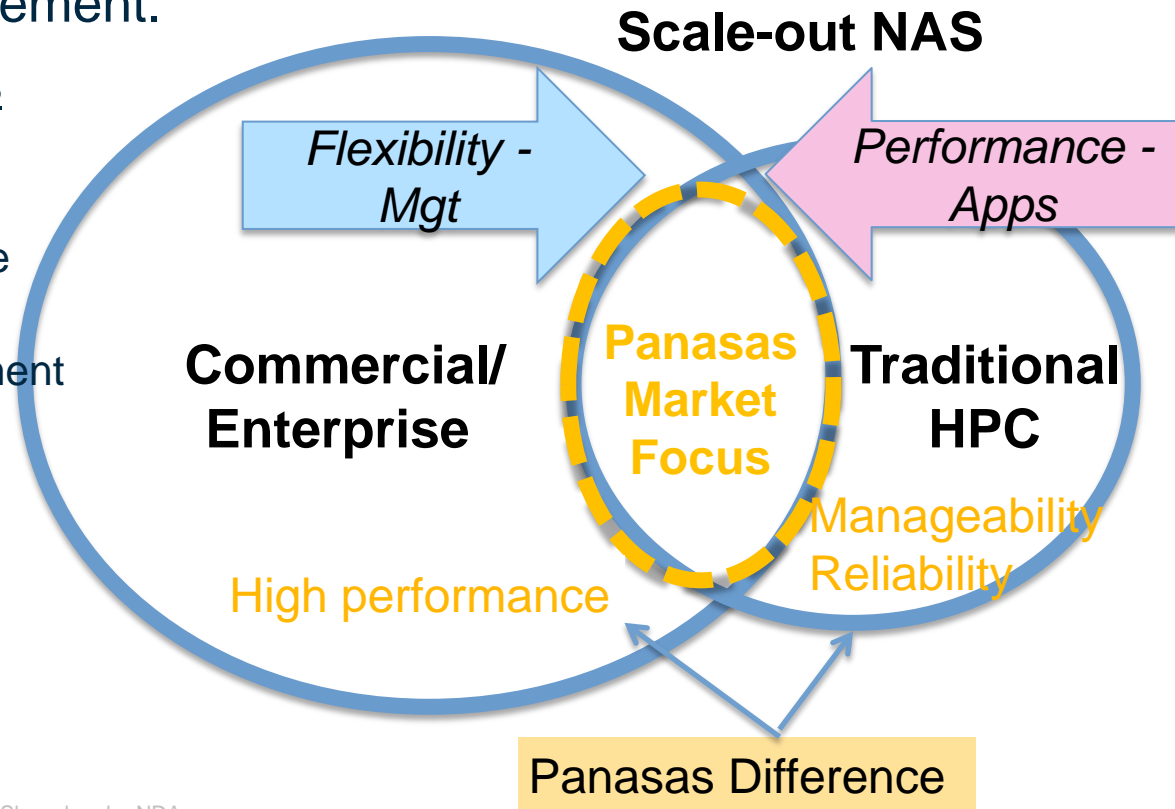 Scale-out NAS
Flexibility -
Mgt
Performance -
Apps
Commercial/
Enterprise
Panasas
Market
Focus
Traditional
HPC
Manageability
Reliability
High performance
Panasas Difference